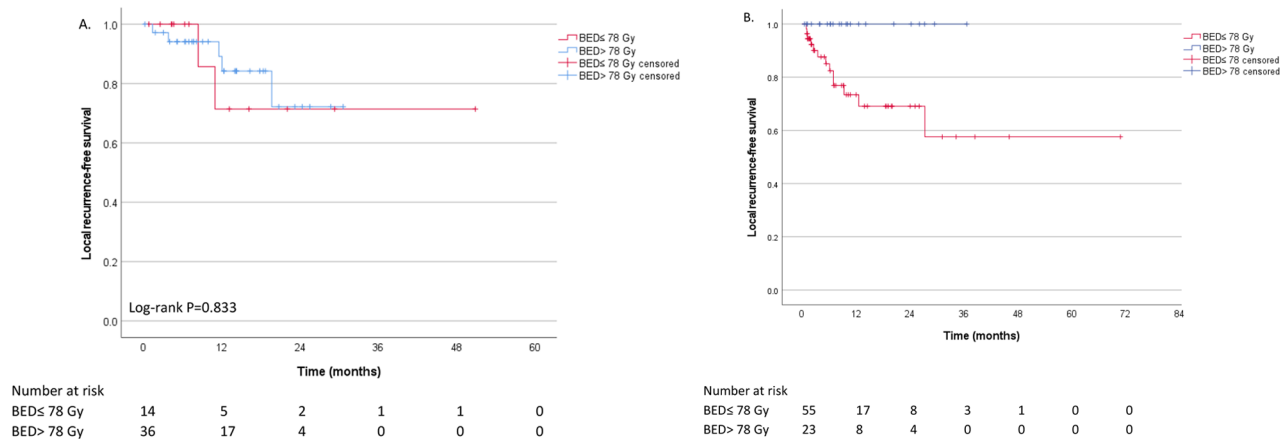 A.
Local recurrence-free survival
1.0
0.8
0.6
0.4
0.2
0.0
Log-rank P=0.833
0 12 24 36 48 60
Time (months)
BED≤ 78 Gy
BED> 78 Gy
BED≤ 78 Gy censored
BED> 78 Gy censored
Number at risk
BED≤ 78 Gy 14 5 2 1 1 0
BED> 78 Gy 36 17 4 0 0 0
B.
Local recurrence-free survival
1.0
0.8
0.6
0.4
0.2
0.0
0 12 24 36 48 60 72 84
Time (months)
BED≤ 78 Gy
BED> 78 Gy
BED≤ 78 censored
BED> 78 censored
Number at risk
BED≤ 78 Gy 55 17 8 3 1 0 0
BED> 78 Gy 23 8 4 0 0 0 0